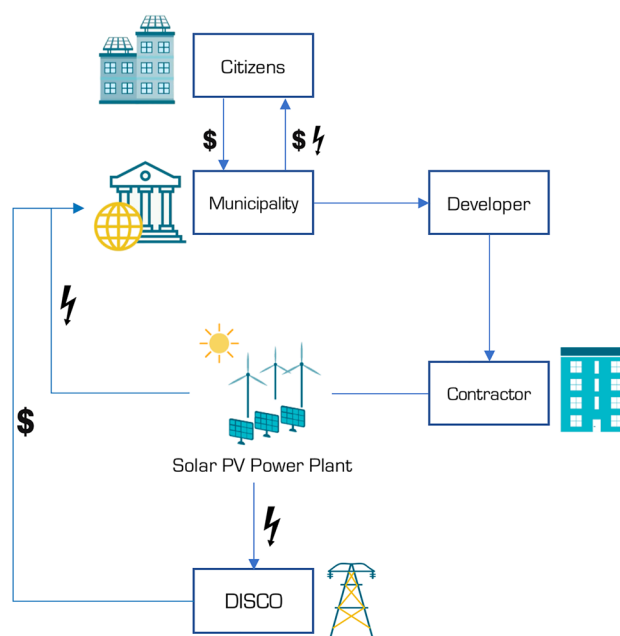 Citizens
$
$
Municipality
Developer
Contractor
$
Solar PV Power Plant
DISCO